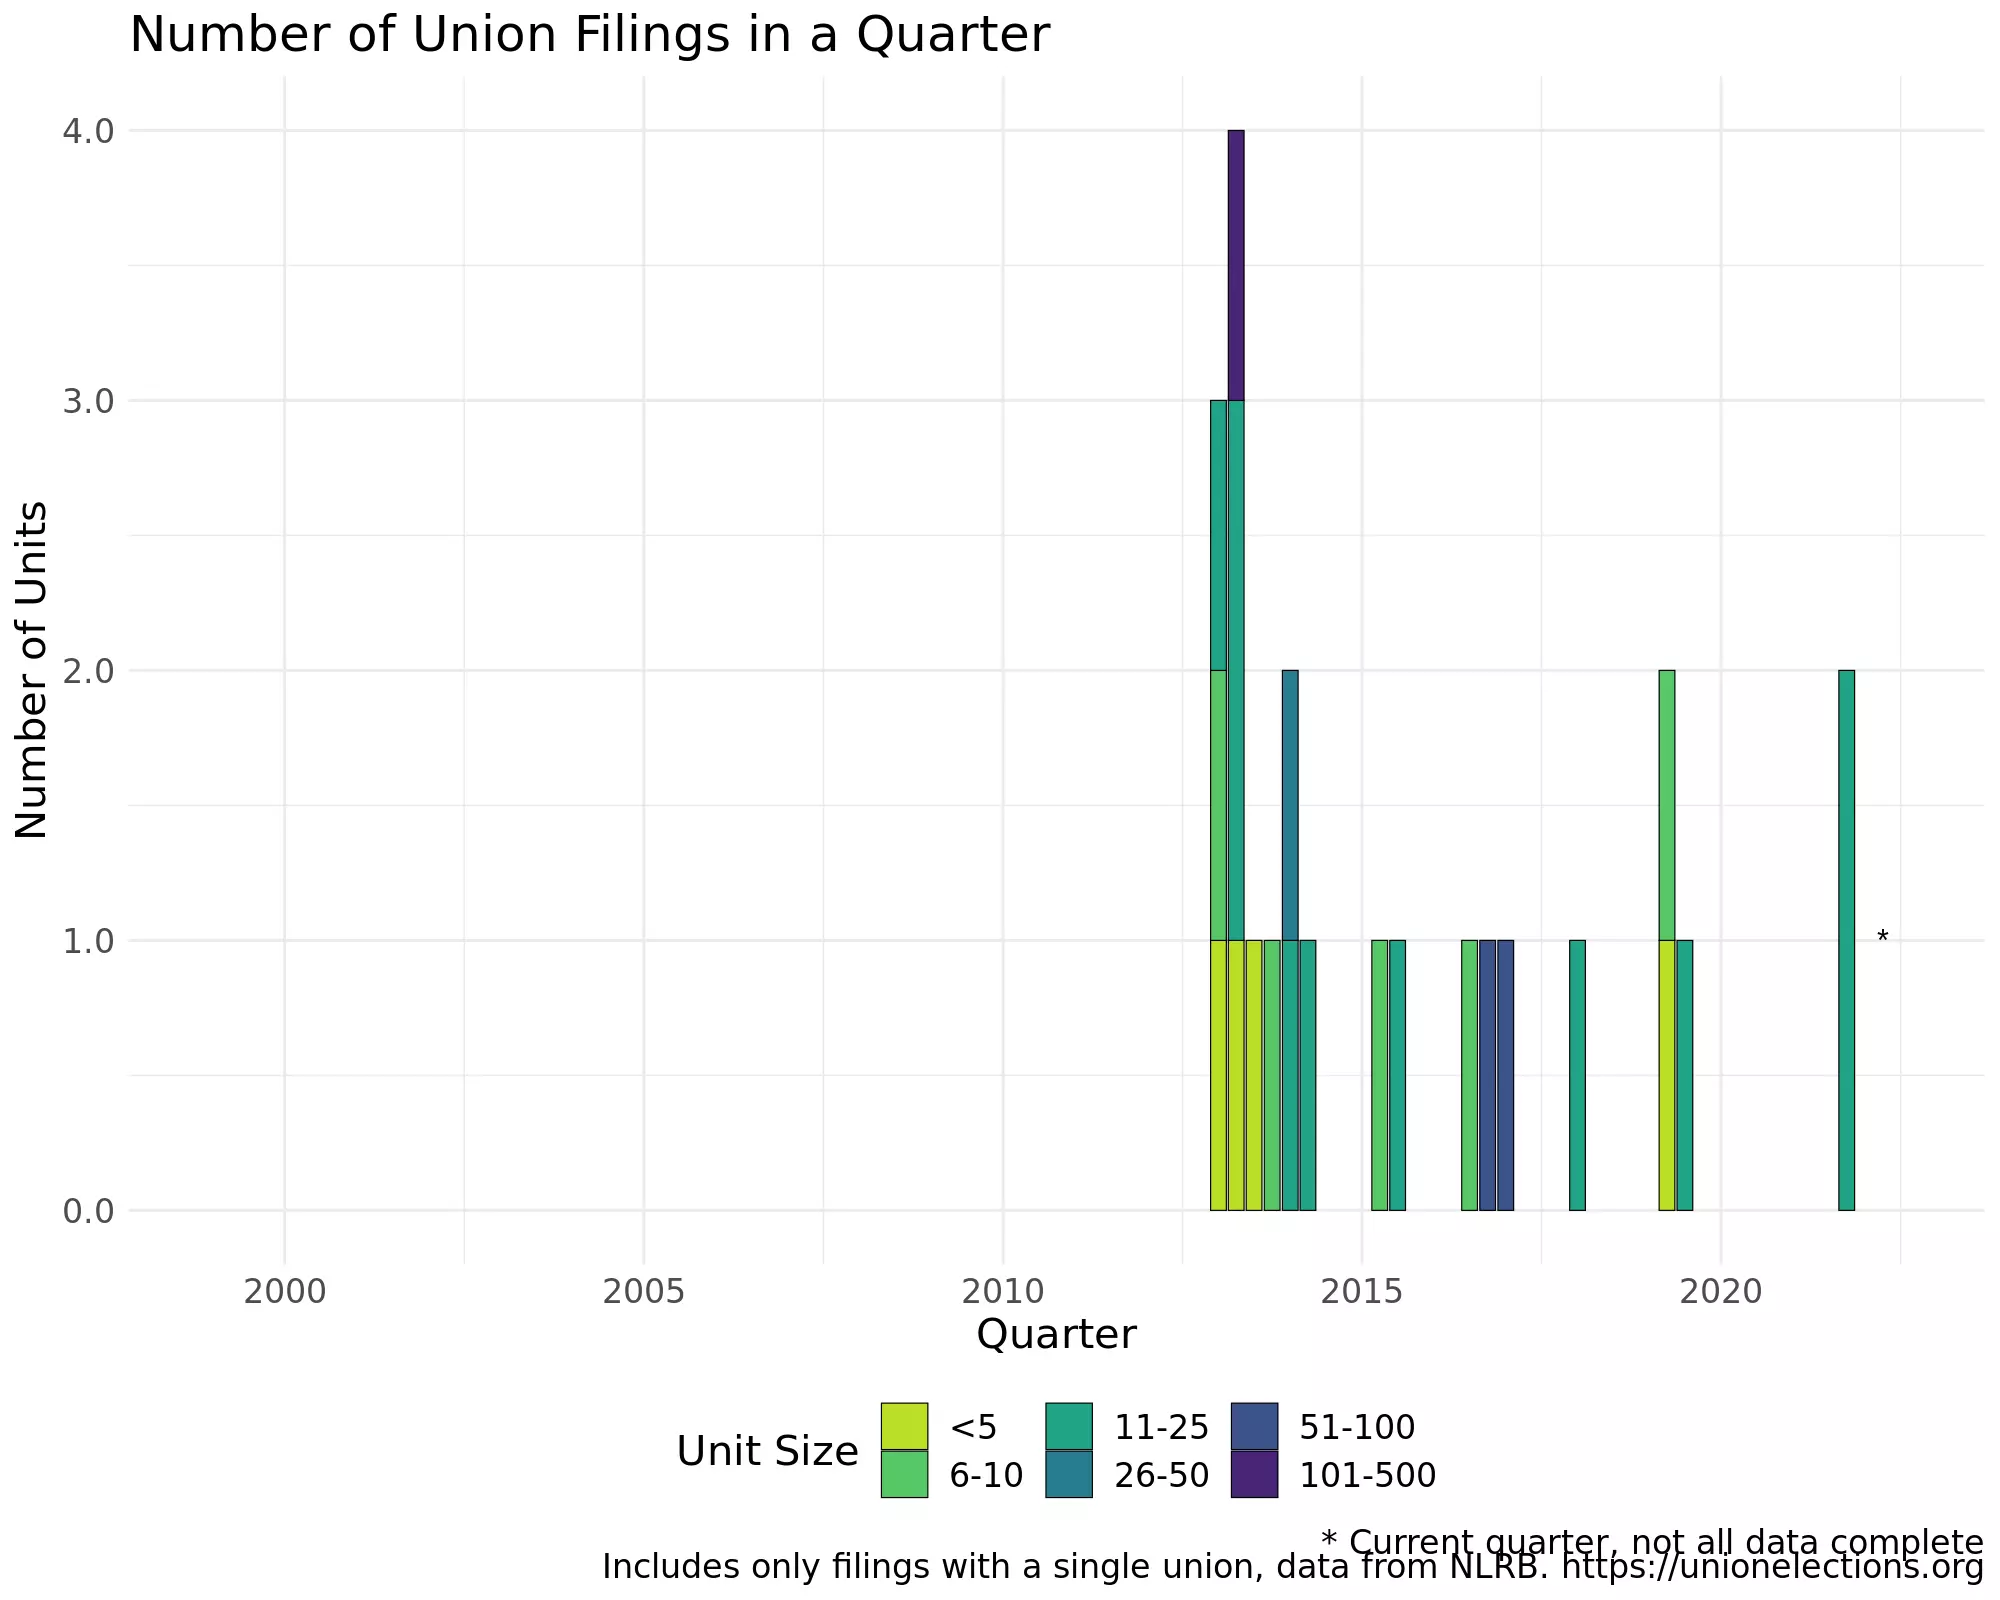 Number of Union Filings in a Quarter
4.0
3.0
2.0
1.0
0.0
Number of Units
*
2000 2005 2010 2015 2020
Quarter
Unit Size
<5 11-25 51-100
6-10 26-50 101-500
* Current quarter, not all data complete
Includes only filings with a single union, data from NLRB. https://unionelections.org